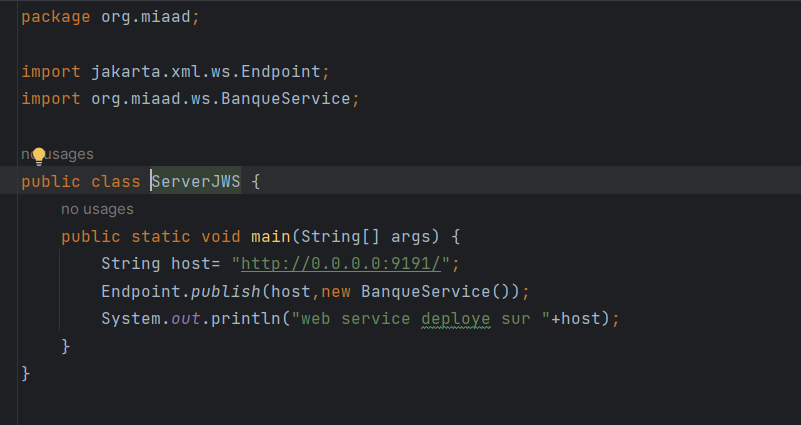 package org.miaad;
import jakarta.xml.ws.Endpoint;
import org.miaad.ws.BanqueService;
no usages
public class ServerJWS {
no usages
public static void main(String[] args) {
String host= "http://0.0.0.0:9191/";
Endpoint.publish(host,new BanqueService());
System.out.println("web service deploye sur "+host);
}
}